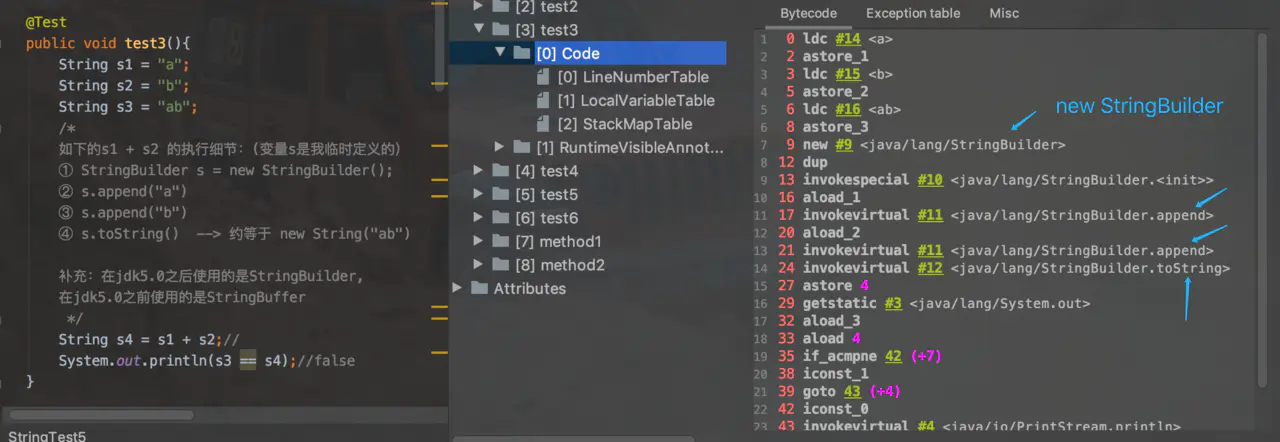 @Test
public void test3(){
String s1 = "a";
String s2 = "b";
String s3 = "ab";
/*
如下的s1 + s2 的执行细节：(变量s是我临时定义的)
① StringBuilder s = new StringBuilder();
② s.append("a")
③ s.append("b")
④ s.toString()  --> 约等于 new String("ab")
补充：在jdk5.0之后使用的是StringBuilder,
在jdk5.0之前使用的是StringBuffer
*/
String s4 = s1 + s2;//
System.out.println(s3 == s4);//false
}
StringTest5
[2] test2
[3] test3
[0] Code
[0] LineNumberTable
[1] LocalVariableTable
[2] StackMapTable
[1] RuntimeVisibleAnnot...
[4] test4
[5] test5
[6] test6
[7] method1
[8] method2
Attributes
Bytecode Exception table Misc
1 0 ldc #14 <a>
2 2 astore_1
3 3 ldc #15 <b>
4 5 astore_2
5 6 ldc #16 <ab>
6 8 astore_3
7 9 new #9 <java/lang/StringBuilder>
8 12 dup
9 13 invokespecial #10 <java/lang/StringBuilder.<init>>
10 16 aload_1
11 17 invokevirtual #11 <java/lang/StringBuilder.append>
12 20 aload_2
13 21 invokevirtual #11 <java/lang/StringBuilder.append>
14 24 invokevirtual #12 <java/lang/StringBuilder.toString>
15 27 astore 4
16 29 getstatic #3 <java/lang/System.out>
17 32 aload_3
18 33 aload 4
19 35 if_acmpne 42 (+7)
20 38 iconst_1
21 39 goto 43 (+4)
22 42 iconst_0
23 43 invokevirtual #4 <java/io/PrintStream.println>
new StringBuilder